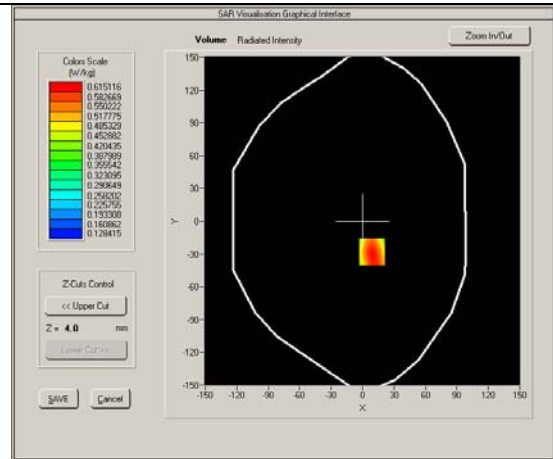 SAR Visualisation Graphical Interface
Volume Radiated Intensity
Zoom In/Out
Colors Scale
(W/kg)
0.615116
0.582669
0.550222
0.517775
0.485329
0.452882
0.420435
0.387989
0.355542
0.323095
0.290649
0.258202
0.225755
0.193308
0.160862
0.128415
Z-Cuts Control
<< Upper Cut
Z = 4.0 mm
Lower Cut >>
SAVE Cancel
150
120
90
60
30
0
-30
-60
-90
-120
-150
Y
-150 -120 -90 -60 -30 0 30 60 90 120 150
X